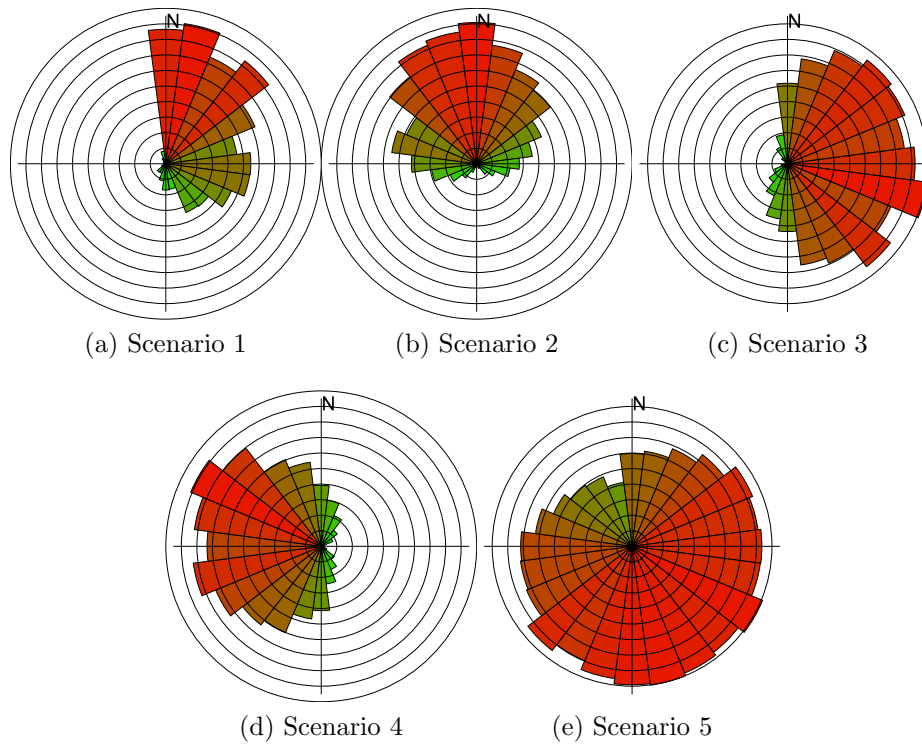 N
N
N
(a) Scenario 1
(b) Scenario 2
(c) Scenario 3
N
N
(d) Scenario 4
(e) Scenario 5